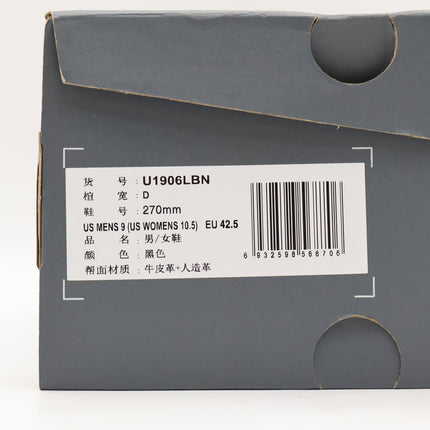 货 号 : U1906LBN
楦 宽 : D
鞋 号 : 270mm
US MENS 9 (US WOMENS 10.5) EU 42.5
品 名 : 男/女鞋
颜 色 : 黑色
帮面材质 : 牛皮革+人造革
6 932598 568706